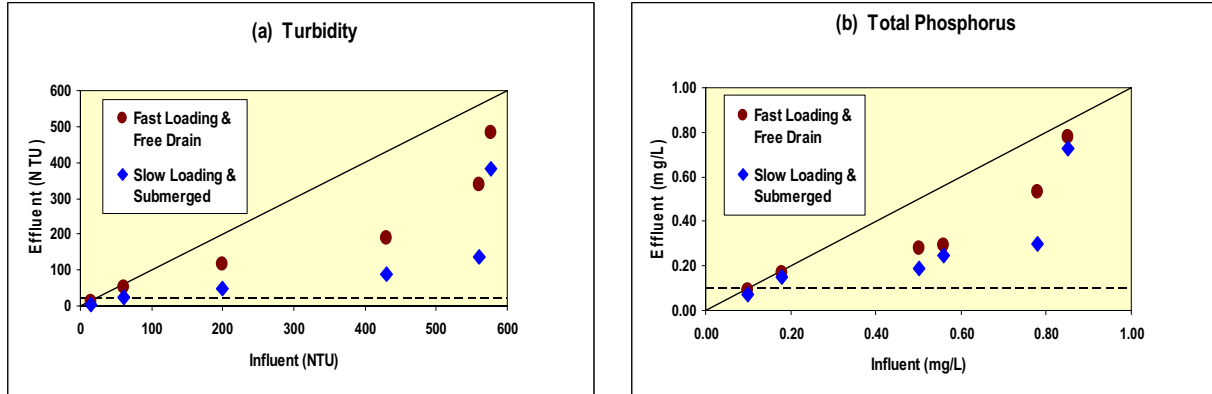 (a) Turbidity
600
500
400
300
200
100
0
Effluent (NTU)
Fast Loading &
Free Drain
Slow Loading &
Submerged
0 100 200 300 400 500 600
Influent (NTU)
(b) Total Phosphorus
1.00
0.80
0.60
0.40
0.20
0.00
Effluent (mg/L)
Fast Loading &
Free Drain
Slow Loading &
Submerged
0.00 0.20 0.40 0.60 0.80 1.00
Influent (mg/L)